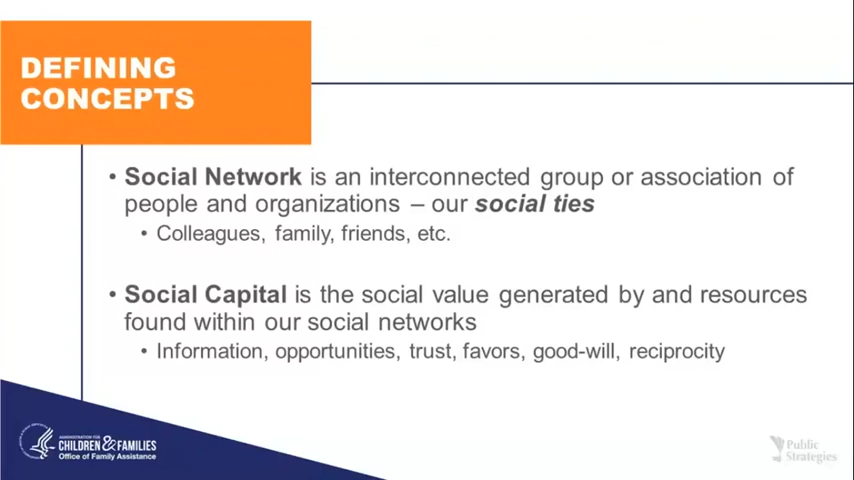 DEFINING
CONCEPTS
• Social Network is an interconnected group or association of
people and organizations – our social ties
• Colleagues, family, friends, etc.
• Social Capital is the social value generated by and resources
found within our social networks
• Information, opportunities, trust, favors, good-will, reciprocity
ADMINISTRATION FOR
CHILDREN & FAMILIES
Office of Family Assistance
Public
Strategies